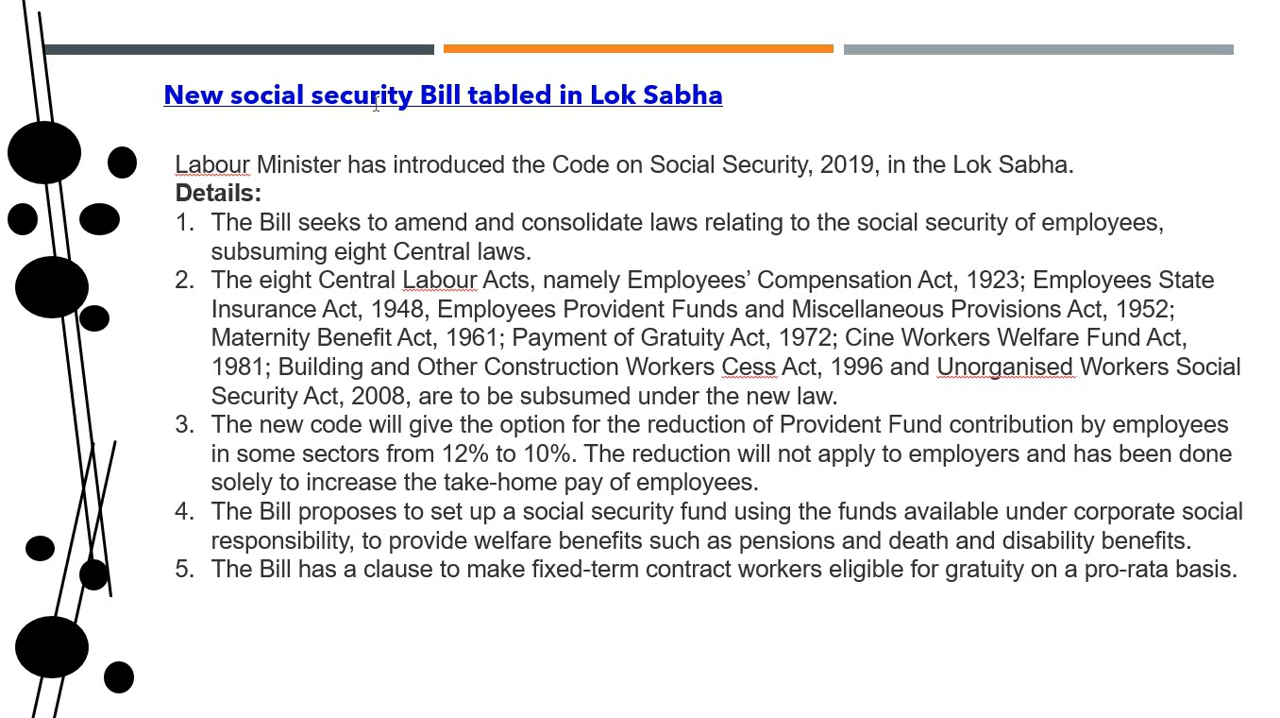 New social security Bill tabled in Lok Sabha
Labour Minister has introduced the Code on Social Security, 2019, in the Lok Sabha.
Details:
1. The Bill seeks to amend and consolidate laws relating to the social security of employees,
subsuming eight Central laws.
2. The eight Central Labour Acts, namely Employees’ Compensation Act, 1923; Employees State
Insurance Act, 1948, Employees Provident Funds and Miscellaneous Provisions Act, 1952;
Maternity Benefit Act, 1961; Payment of Gratuity Act, 1972; Cine Workers Welfare Fund Act,
1981; Building and Other Construction Workers Cess Act, 1996 and Unorganised Workers Social
Security Act, 2008, are to be subsumed under the new law.
3. The new code will give the option for the reduction of Provident Fund contribution by employees
in some sectors from 12% to 10%. The reduction will not apply to employers and has been done
solely to increase the take-home pay of employees.
4. The Bill proposes to set up a social security fund using the funds available under corporate social
responsibility, to provide welfare benefits such as pensions and death and disability benefits.
5. The Bill has a clause to make fixed-term contract workers eligible for gratuity on a pro-rata basis.